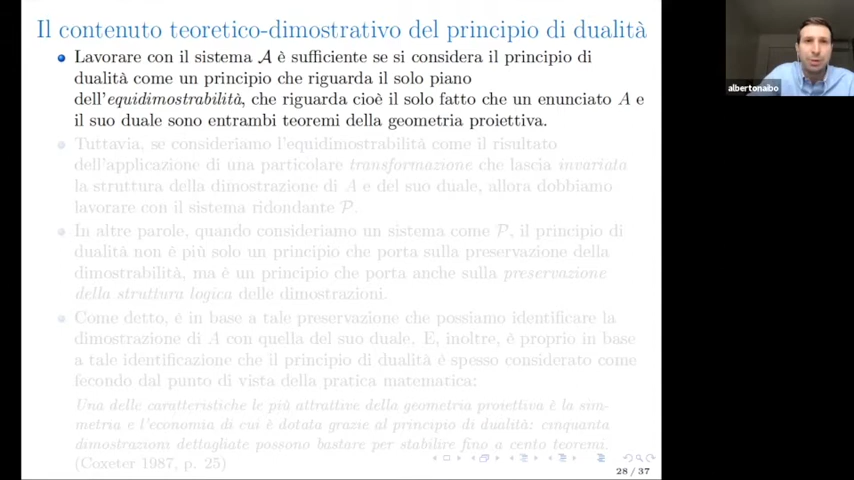 Il contenuto teoretico-dimostrativo del principio di dualità
Lavorare con il sistema 𝒜 è sufficiente se si considera il principio di
dualità come un principio che riguarda il solo piano
dell'equidimostrabilità, che riguarda cioè il solo fatto che un enunciato A e
il suo duale sono entrambi teoremi della geometria proiettiva.
Tuttavia, se consideriamo l'equidimostrabilità come il risultato
dell'applicazione di una particolare transformazione che lascia invariata
la struttura della dimostrazione di A e del suo duale, allora dobbiamo
lavorare con il sistema ridondante 𝒫.
In altre parole, quando consideriamo un sistema come 𝒫, il principio di
dualità non è più solo un principio che porta sulla preservazione della
dimostrabilità, ma è un principio che porta anche sulla preservazione
della struttura logica delle dimostrazioni.
Come detto, è in base a tale preservazione che possiamo identificare la
dimostrazione di A con quella del suo duale. E, inoltre, è proprio in base
a tale identificazione che il principio di dualità è spesso considerato come
fecondo dal punto di vista della pratica matematica:
Una delle caratteristiche le più attrattive della geometria proiettiva è la sim-
metria e l'economia di cui è dotata grazie al principio di dualità: cinquanta
dimostrazioni dettagliate possono bastare per stabilire fino a cento teoremi.
(Coxeter 1987, p. 25)
28 / 37
albertonaibo